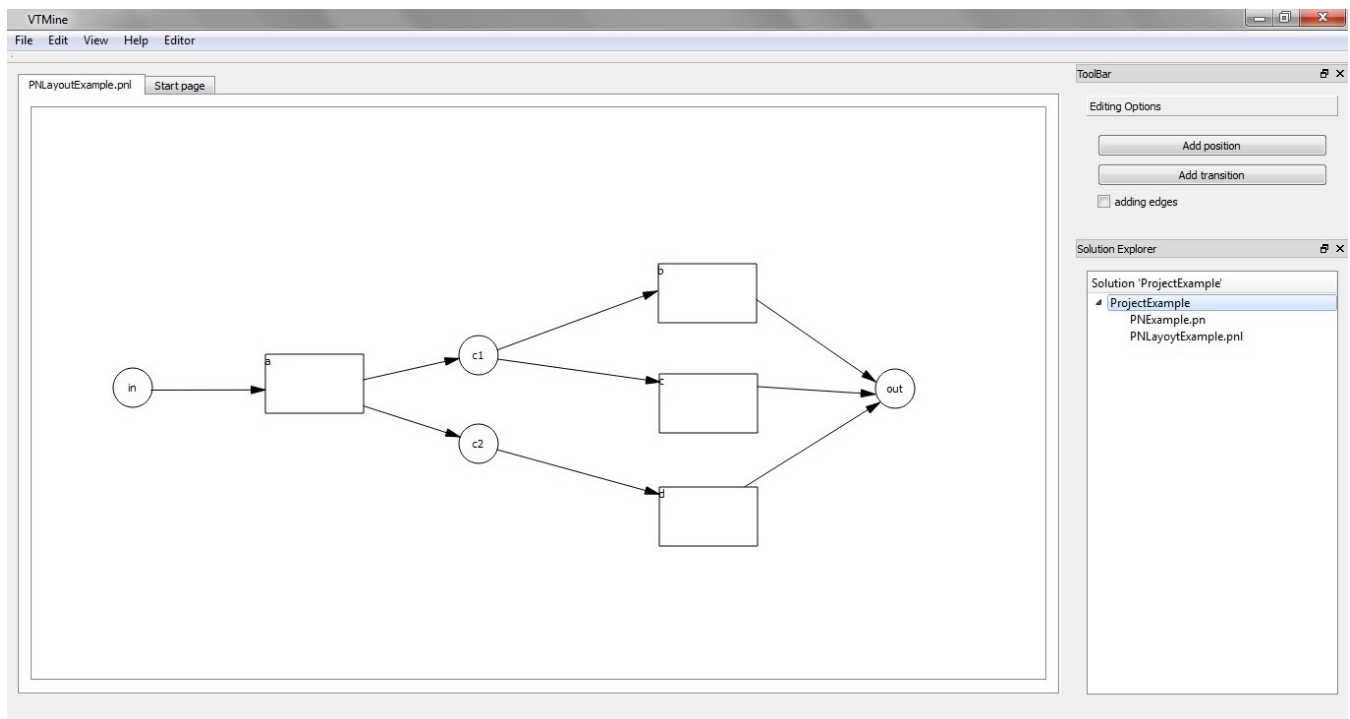 VTMine
File Edit View Help Editor
PNLayoutExample.pnl Start page
in
a
c1
c2
b
c
d
out
ToolBar
Editing Options
Add position
Add transition
adding edges
Solution Explorer
Solution 'ProjectExample'
ProjectExample
PNExample.pn
PNLayoytExample.pnl